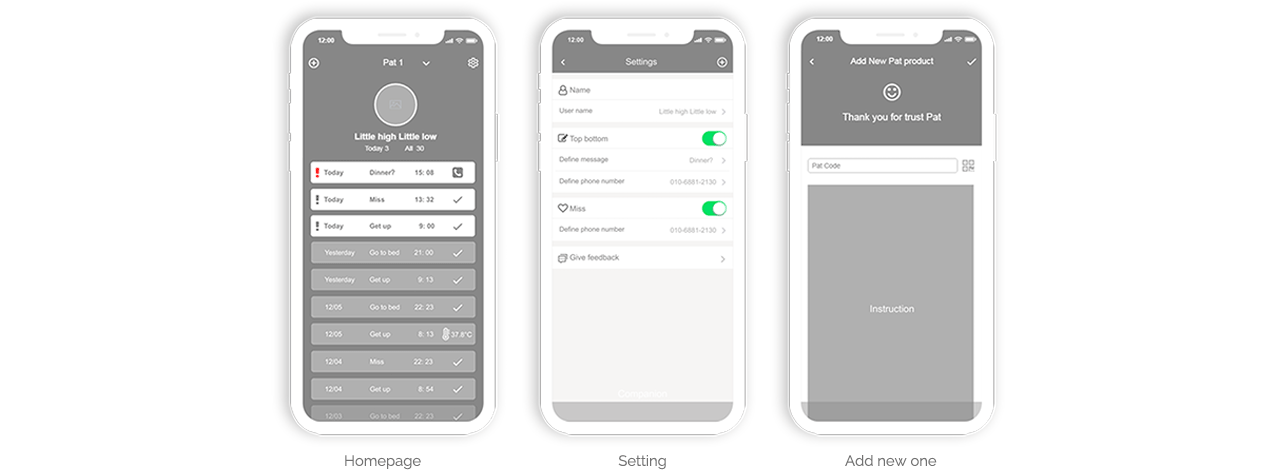 12:00
Pat 1
Little high Little low
Today 3 All 30
Today Dinner? 15: 08
Today Miss 13: 32
Today Get up 9: 00
Yesterday Go to bed 21: 00
Yesterday Get up 9: 13
12/05 Go to bed 22: 23
12/05 Get up 8: 13 37.8°C
12/04 Miss 22: 23
12/04 Get up 8: 54
12/03 Go to bed 22: 23
Homepage
12:00
Settings
Name
User name Little high Little low
Top bottom
Define message Dinner?
Define phone number 010-6881-2130
Miss
Define phone number 010-6881-2130
Give feedback
Setting
12:00
Add New Pat product
Thank you for trust Pat
Pat Code
Instruction
Add new one